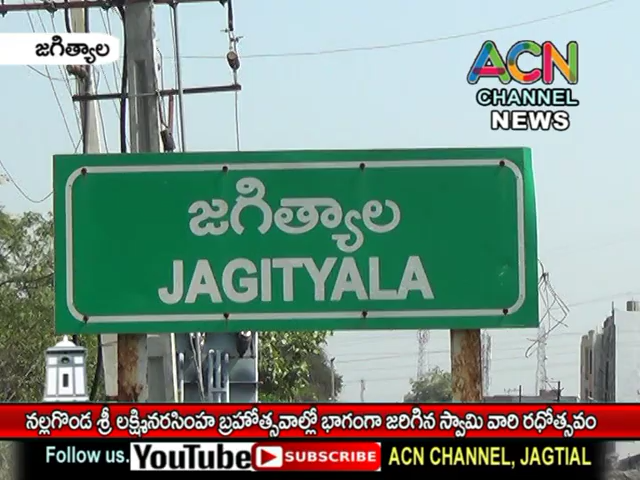 జగిత్యాల
ACN
CHANNEL
NEWS
జగిత్యాల
JAGITYALA
నల్లగొండ శ్రీ లక్ష్మినరసింహ బ్రహోత్సవాల్లో భాగంగా జరిగిన స్వామి వారి రధోత్సవం
Follow us. YouTube SUBSCRIBE ACN CHANNEL, JAGTIAL